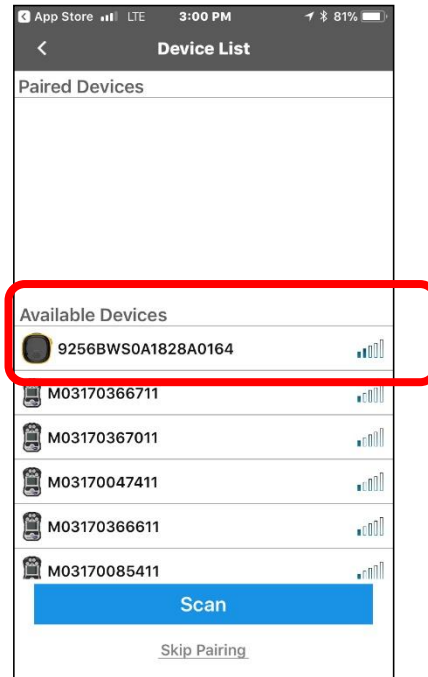 App Store LTE 3:00 PM 81%
Device List
Paired Devices
Available Devices
9256BWS0A1828A0164
M03170366711
M03170367011
M03170047411
M03170366611
M03170085411
Scan
Skip Pairing